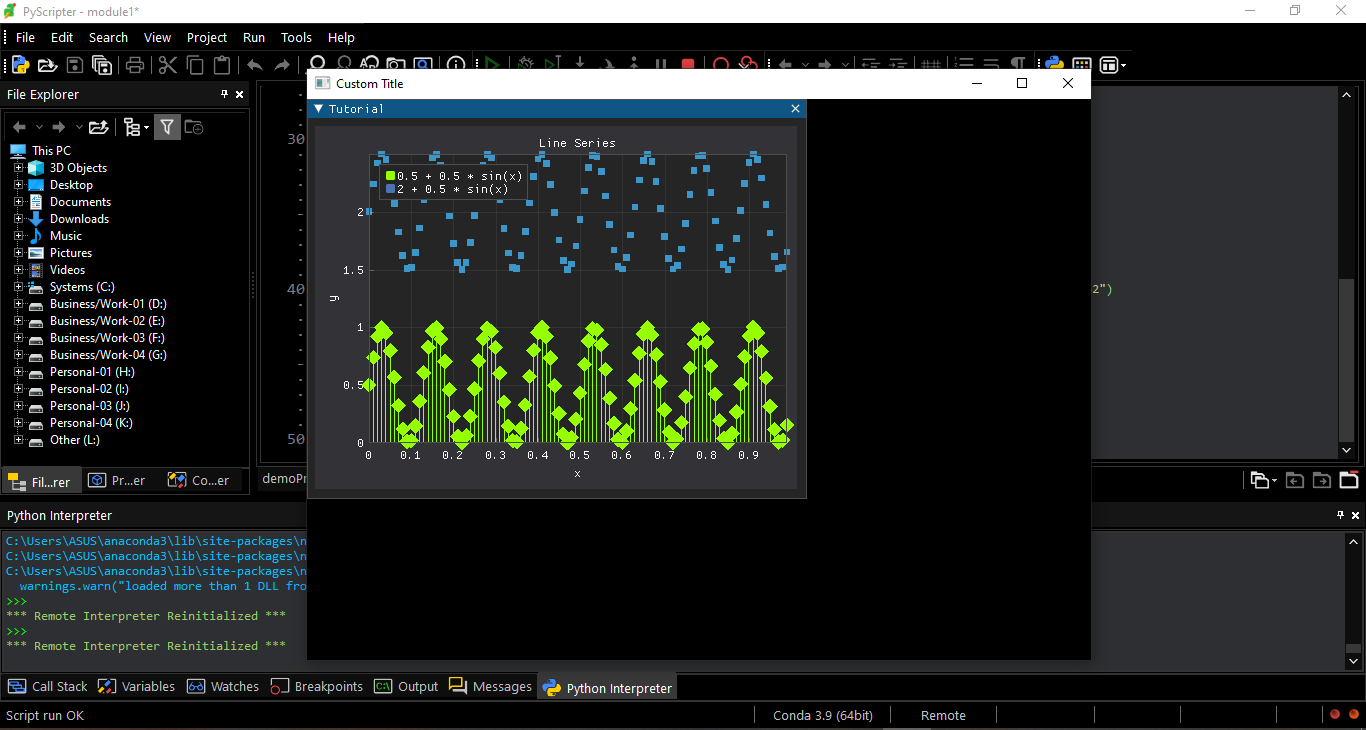 PyScripter - module1*
File Edit Search View Project Run Tools Help
File Explorer
This PC
3D Objects
Desktop
Documents
Downloads
Music
Pictures
Videos
Systems (C:)
Business/Work-01 (D:)
Business/Work-02 (E:)
Business/Work-03 (F:)
Business/Work-04 (G:)
Personal-01 (H:)
Personal-02 (I:)
Personal-03 (J:)
Personal-04 (K:)
Other (L:)
Fil...rer Pr...er Co...er
30
40
50
2")
demoPr
Custom Title
Tutorial
Line Series
0.5 + 0.5 * sin(x)
2 + 0.5 * sin(x)
2
1.5
y
1
0.5
0
0 0.1 0.2 0.3 0.4 0.5 0.6 0.7 0.8 0.9
x
Python Interpreter
C:\Users\ASUS\anaconda3\lib\site-packages\n
C:\Users\ASUS\anaconda3\lib\site-packages\n
C:\Users\ASUS\anaconda3\lib\site-packages\n
warnings.warn("loaded more than 1 DLL fro
>>>
*** Remote Interpreter Reinitialized ***
>>>
*** Remote Interpreter Reinitialized ***
Call Stack Variables Watches Breakpoints Output Messages Python Interpreter
Script run OK Conda 3.9 (64bit) Remote